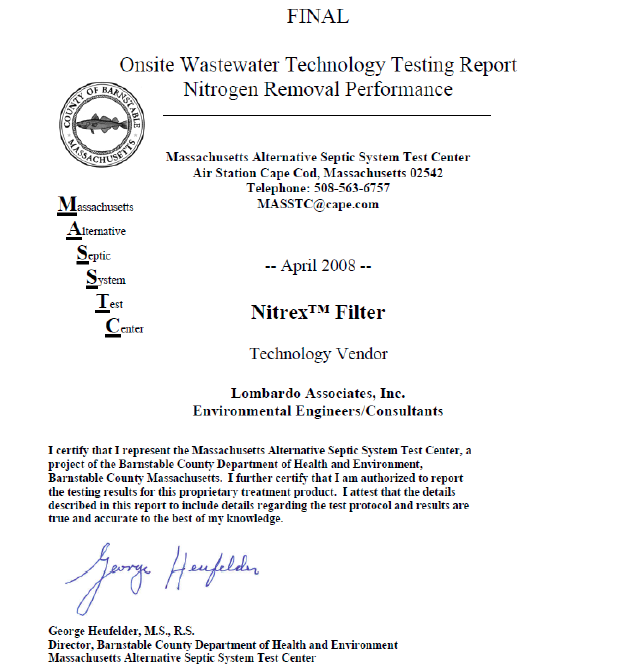 FINAL
Onsite Wastewater Technology Testing Report
Nitrogen Removal Performance
COUNTY OF BARNSTABLE
MASSACHUSETTS
Massachusetts Alternative Septic System Test Center
Air Station Cape Cod, Massachusetts 02542
Telephone: 508-563-6757
MASSTC@cape.com
Massachusetts
Alternative
Septic
System
Test
Center
-- April 2008 --
Nitrex™ Filter
Technology Vendor
Lombardo Associates, Inc.
Environmental Engineers/Consultants
I certify that I represent the Massachusetts Alternative Septic System Test Center, a
project of the Barnstable County Department of Health and Environment,
Barnstable County Massachusetts. I further certify that I am authorized to report
the testing results for this proprietary treatment product. I attest that the details
described in this report to include details regarding the test protocol and results are
true and accurate to the best of my knowledge.
George Heufelder
George Heufelder, M.S., R.S.
Director, Barnstable County Department of Health and Environment
Massachusetts Alternative Septic System Test Center